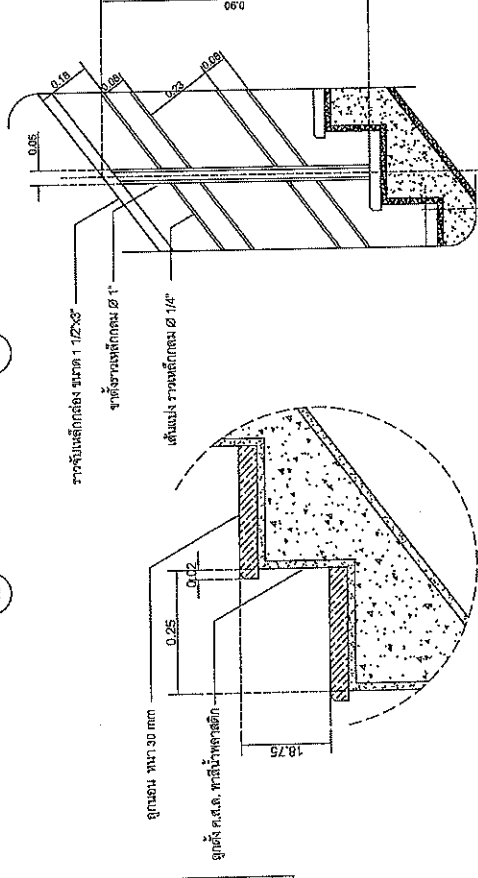 0.90
0.18
0.08
0.23
0.08
0.05
ราวจับเหล็กกล่อง ขนาด 1 1/2"x3"
ขาตั้งราวเหล็กกลม Ø 1"
เส้นแบ่ง ราวเหล็กกลม Ø 1/4"
ลูกนอน หนา 30 mm
0.02
0.25
ลูกตั้ง ค.ส.ล. ทาสีน้ำพลาสติก
18.75